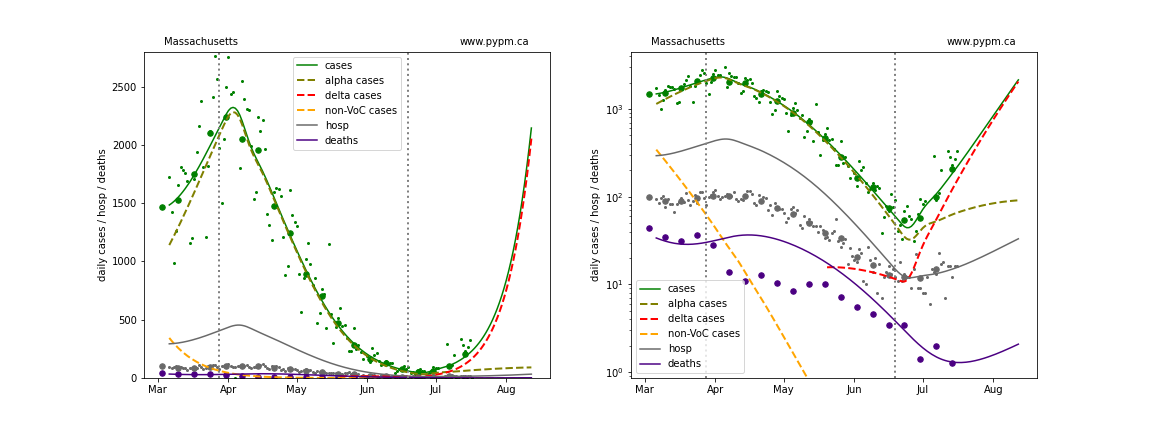 Massachusetts www.pypm.ca
daily cases / hosp / deaths
2500
2000
1500
1000
500
0
cases
alpha cases
delta cases
non-VoC cases
hosp
deaths
Mar Apr May Jun Jul Aug
Massachusetts www.pypm.ca
daily cases / hosp / deaths
10³
10²
10¹
10⁰
cases
alpha cases
delta cases
non-VoC cases
hosp
deaths
Mar Apr May Jun Jul Aug